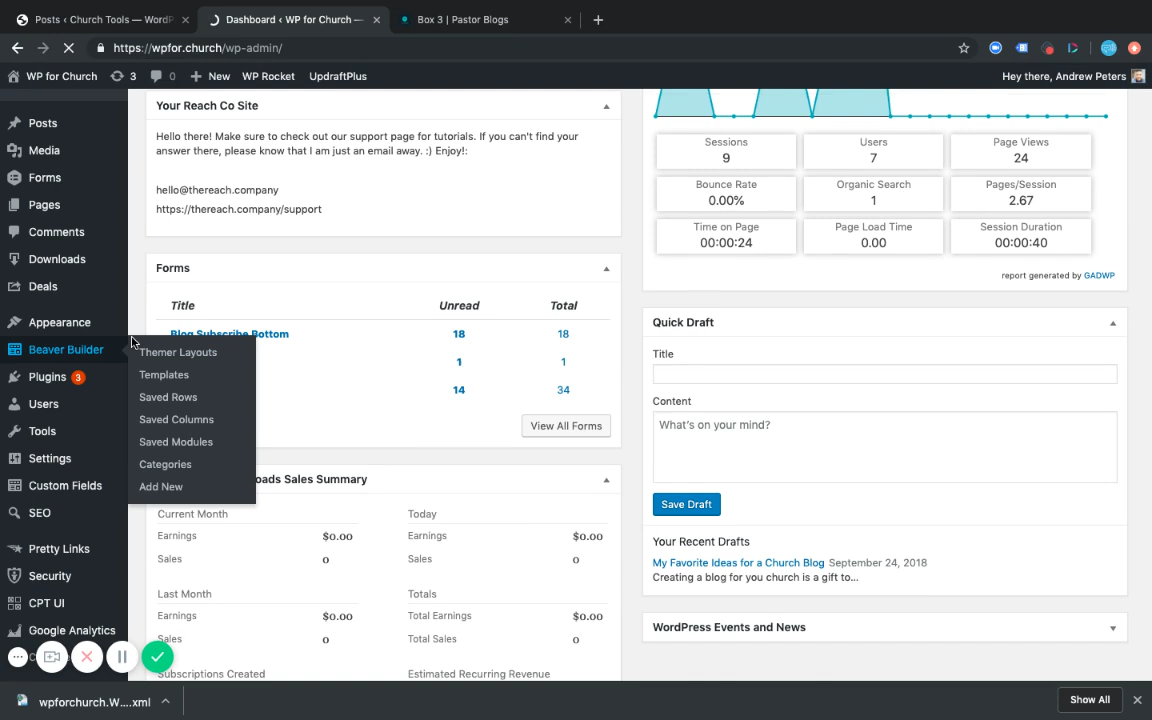 Posts ‹ Church Tools — WordP
Dashboard ‹ WP for Church —
Box 3 | Pastor Blogs
https://wpfor.church/wp-admin/
WP for Church
3
0
New
WP Rocket
UpdraftPlus
Hey there, Andrew Peters
Posts
Media
Forms
Pages
Comments
Downloads
Deals
Appearance
Beaver Builder
Plugins 3
Users
Tools
Settings
Custom Fields
SEO
Pretty Links
Security
CPT UI
Google Analytics
Themer Layouts
Templates
Saved Rows
Saved Columns
Saved Modules
Categories
Add New
Your Reach Co Site
Hello there! Make sure to check out our support page for tutorials. If you can't find your
answer there, please know that I am just an email away. :) Enjoy!:
hello@thereach.company
https://thereach.company/support
Forms
Title Unread Total
Blog Subscribe Bottom 18 18
1 1
14 34
View All Forms
oads Sales Summary
Current Month
Earnings $0.00
Sales 0
Today
Earnings $0.00
Sales 0
Last Month
Earnings $0.00
Sales 0
Totals
Total Earnings $0.00
Total Sales 0
Subscriptions Created
Estimated Recurring Revenue
Sessions
9
Users
7
Page Views
24
Bounce Rate
0.00%
Organic Search
1
Pages/Session
2.67
Time on Page
00:00:24
Page Load Time
0.00
Session Duration
00:00:40
report generated by GADWP
Quick Draft
Title
Content
What's on your mind?
Save Draft
Your Recent Drafts
My Favorite Ideas for a Church Blog September 24, 2018
Creating a blog for you church is a gift to...
WordPress Events and News
wpforchurch.W....xml
Show All